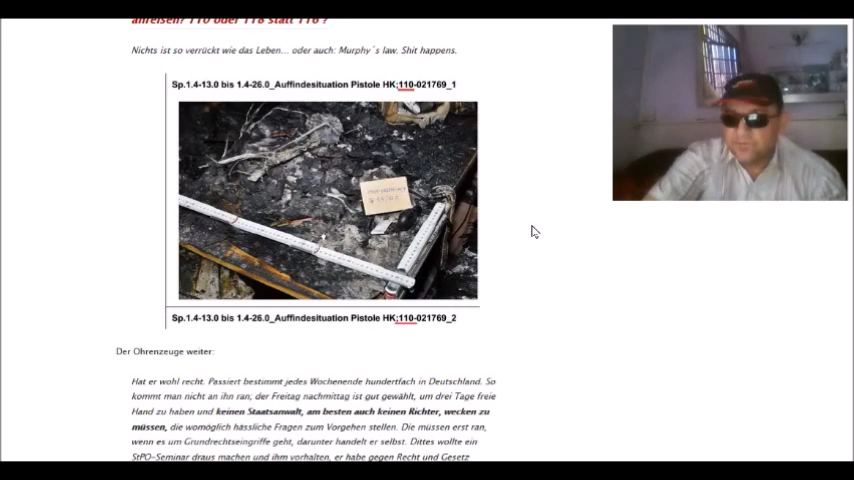 anreisen? 110 oder 118 statt 116 ?
Nichts ist so verrückt wie das Leben... oder auch: Murphy´s law. Shit happens.
Sp.1.4-13.0 bis 1.4-26.0_Auffindesituation Pistole HK;110-021769_1
Sp.1.4-13.0 bis 1.4-26.0_Auffindesituation Pistole HK;110-021769_2
Der Ohrenzeuge weiter:
Hat er wohl recht. Passiert bestimmt jedes Wochenende hundertfach in Deutschland. So
kommt man nicht an ihn ran, der Freitag nachmittag ist gut gewählt, um drei Tage freie
Hand zu haben und keinen Staatsanwalt, am besten auch keinen Richter, wecken zu
müssen, die womöglich hässliche Fragen zum Vorgehen stellen. Die müssen erst ran,
wenn es um Grundrechtseingriffe geht, darunter handelt er selbst. Dittes wollte ein
StPO-Seminar draus machen und ihm vorhalten, er habe gegen Recht und Gesetz